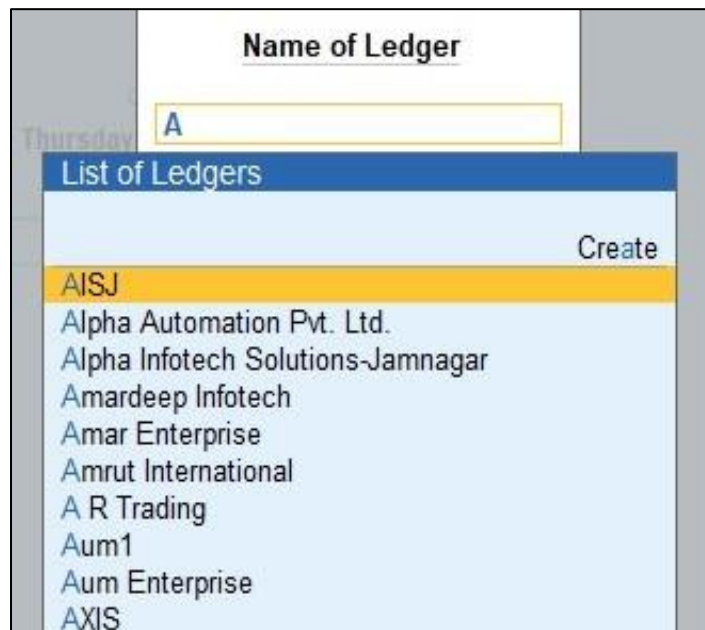 Name of Ledger
Thursday
A
List of Ledgers
Create
AISJ
Alpha Automation Pvt. Ltd.
Alpha Infotech Solutions-Jamnagar
Amardeep Infotech
Amar Enterprise
Amrut International
A R Trading
Aum1
Aum Enterprise
AXIS